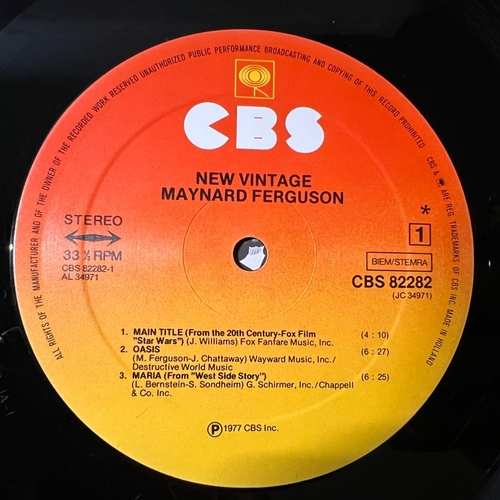 ALL RIGHTS OF THE MANUFACTURER AND OF THE OWNER OF THE RECORDED WORK RESERVED UNAUTHORIZED PUBLIC PERFORMANCE BROADCASTING AND COPYING OF THIS RECORD PROHIBITED CBS & ARE REG. TRADEMARKS OF CBS INC. MADE IN HOLLAND
CBS
NEW VINTAGE
MAYNARD FERGUSON
STEREO
33⅓ RPM
CBS 82282-1
AL 34971
*
1
BIEM/STEMRA
CBS 82282
(JC 34971)
1. MAIN TITLE (From the 20th Century-Fox Film (4:10)
"Star Wars") (J. Williams) Fox Fanfare Music, Inc.
2. OASIS (6:27)
(M. Ferguson-J. Chattaway) Wayward Music, Inc./
Destructive World Music
3. MARIA (From "West Side Story") (6:25)
(L. Bernstein-S. Sondheim) G. Schirmer, Inc./Chappell
& Co. Inc.
Ⓟ 1977 CBS Inc.